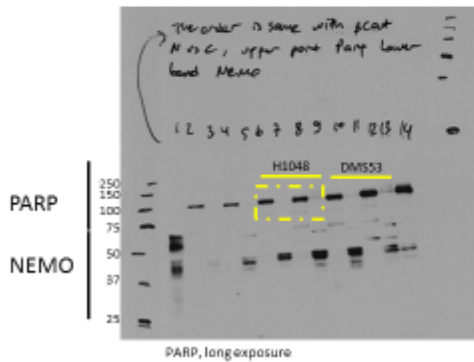 The order is same with βcat
N vs C, upper part Parp Lower
band Nemo
1 2 3 4 5 6 7 8 9 10 11 12 13 14
H1048 DMS53
250
150
100
75
50
37
25
PARP
NEMO
PARP, long exposure